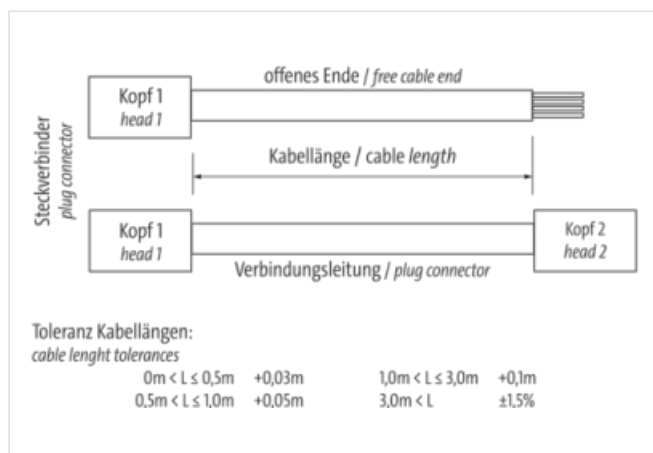 offenes Ende / free cable end
Kopf 1
head 1
Steckverbinder
plug connector
Kabellänge / cable length
Kopf 1
head 1
Kopf 2
head 2
Verbindungsleitung / plug connector
Toleranz Kabellängen:
cable lenght tolerances
0m < L ≤ 0,5m +0,03m 1,0m < L ≤ 3,0m +0,1m
0,5m < L ≤ 1,0m +0,05m 3,0m < L ±1,5%